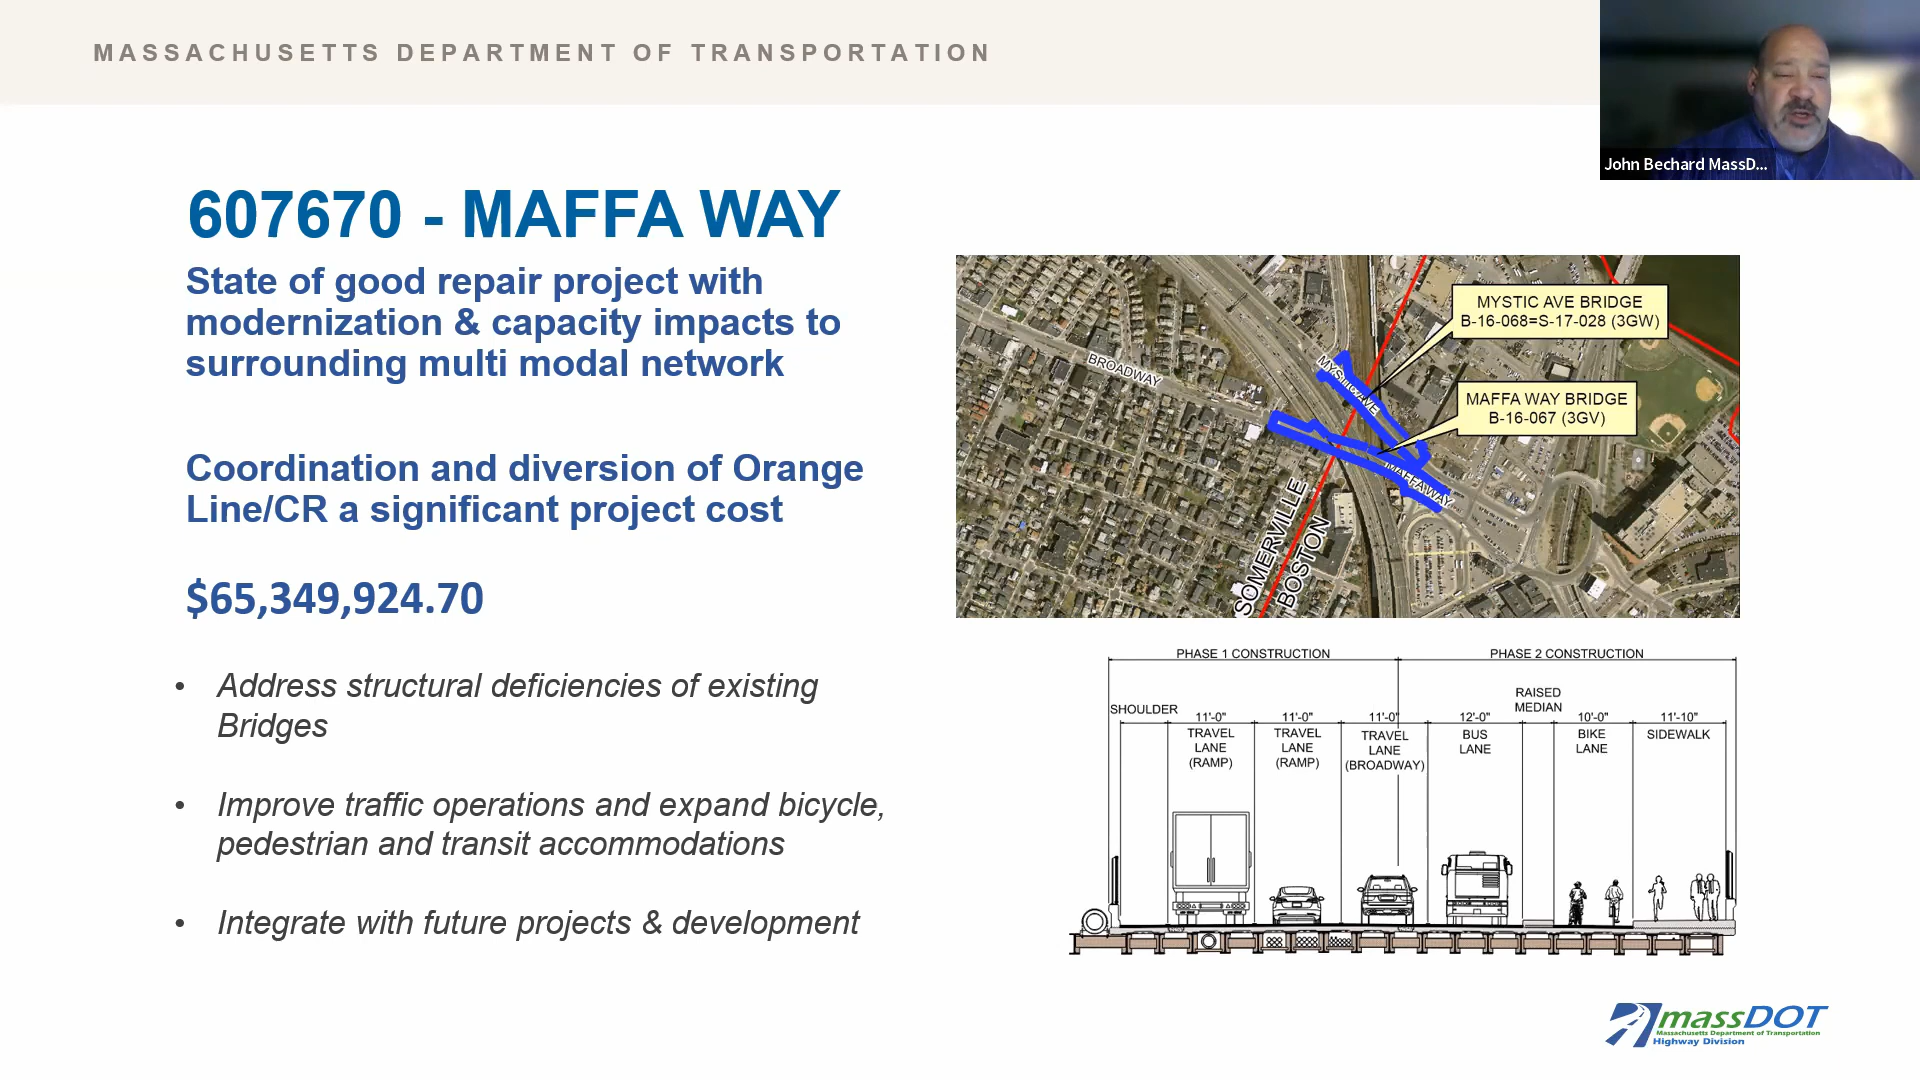 MASSACHUSETTS DEPARTMENT OF TRANSPORTATION
John Bechard MassD...
607670 - MAFFA WAY
State of good repair project with
modernization & capacity impacts to
surrounding multi modal network
Coordination and diversion of Orange
Line/CR a significant project cost
$65,349,924.70
• Address structural deficiencies of existing
Bridges
• Improve traffic operations and expand bicycle,
pedestrian and transit accommodations
• Integrate with future projects & development
MYSTIC AVE BRIDGE
B-16-068=S-17-028 (3GW)
MAFFA WAY BRIDGE
B-16-067 (3GV)
BROADWAY
MYSTIC AVE
MAFFA WAY
SOMERVILLE
BOSTON
PHASE 1 CONSTRUCTION
PHASE 2 CONSTRUCTION
SHOULDER
11'-0"
TRAVEL
LANE
(RAMP)
11'-0"
TRAVEL
LANE
(RAMP)
11'-0"
TRAVEL
LANE
(BROADWAY)
12'-0"
BUS
LANE
RAISED
MEDIAN
10'-0"
BIKE
LANE
11'-10"
SIDEWALK
massDOT
Massachusetts Department of Transportation
Highway Division